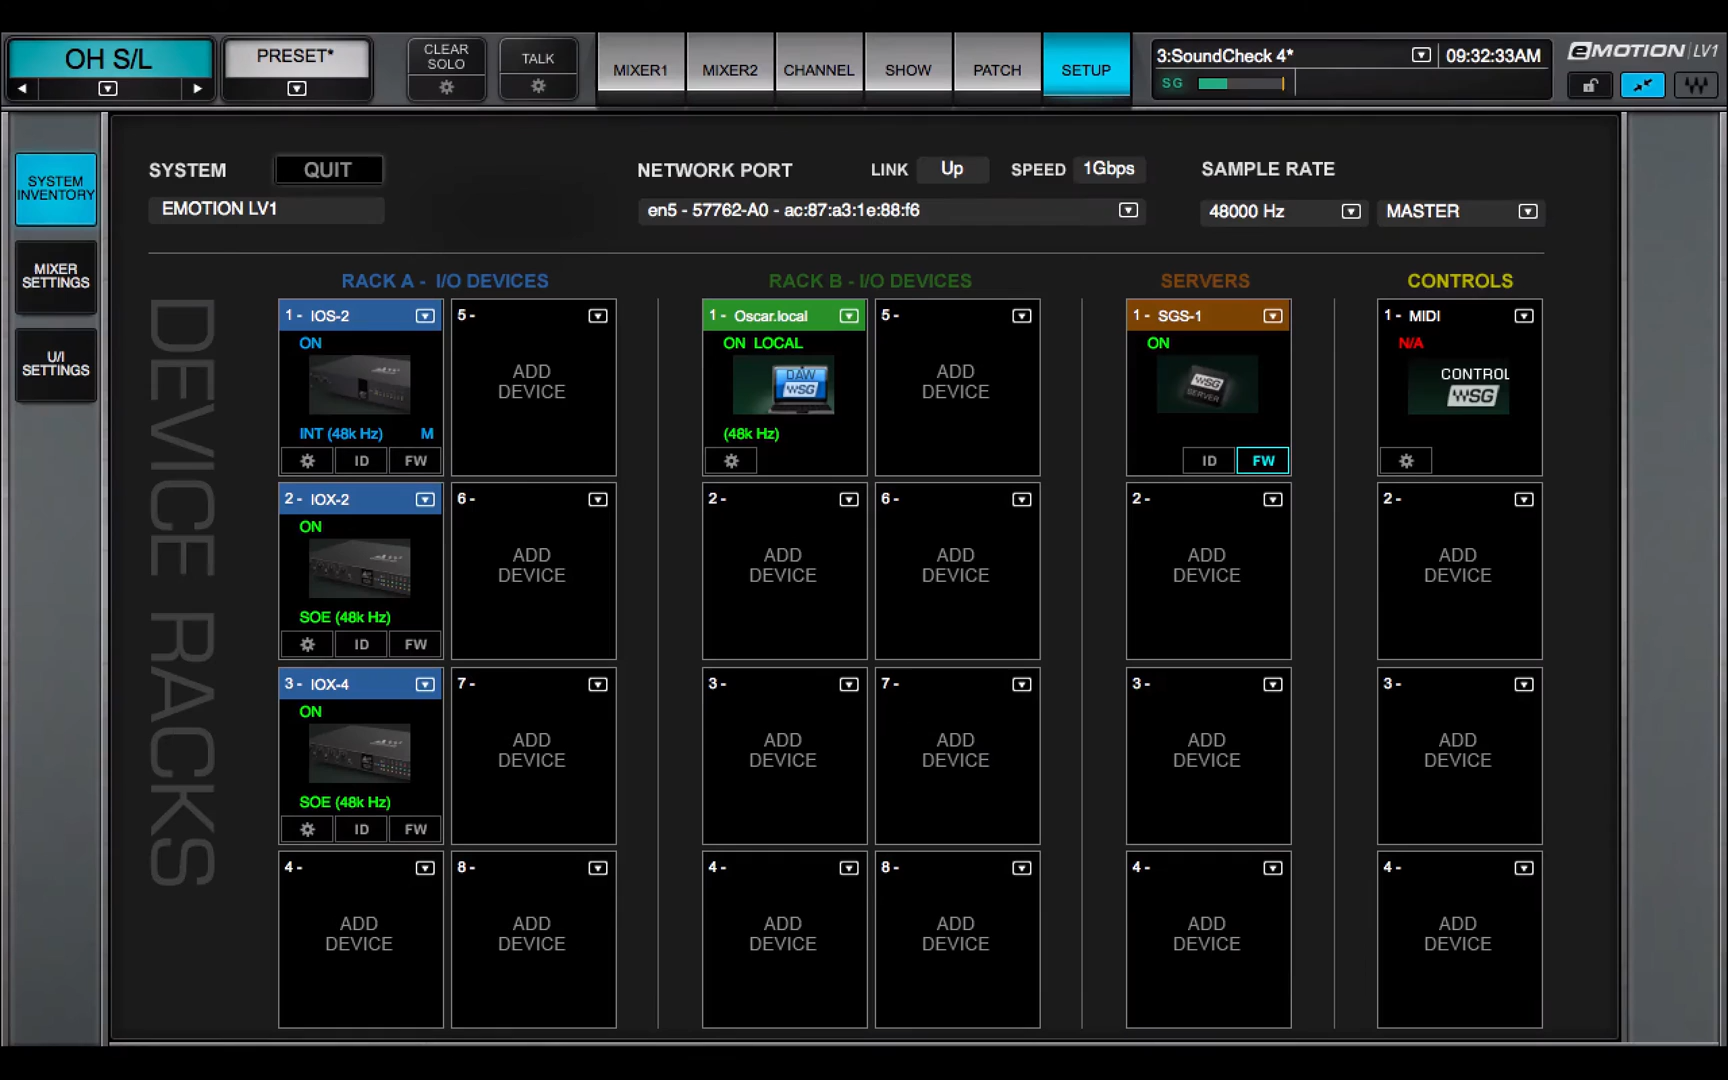 OH S/L
PRESET*
CLEAR
SOLO
TALK
MIXER1
MIXER2
CHANNEL
SHOW
PATCH
SETUP
3:SoundCheck 4*
09:32:33AM
SG
eMOTION LV1
SYSTEM
INVENTORY
MIXER
SETTINGS
U/I
SETTINGS
SYSTEM
QUIT
EMOTION LV1
NETWORK PORT
LINK
Up
SPEED
1Gbps
en5 - 57762-A0 - ac:87:a3:1e:88:f6
SAMPLE RATE
48000 Hz
MASTER
DEVICE RACKS
RACK A - I/O DEVICES
1 - IOS-2
ON
INT (48k Hz) M
ID
FW
2 - IOX-2
ON
SOE (48k Hz)
ID
FW
3 - IOX-4
ON
SOE (48k Hz)
ID
FW
4 -
ADD
DEVICE
5 -
ADD
DEVICE
6 -
ADD
DEVICE
7 -
ADD
DEVICE
8 -
ADD
DEVICE
RACK B - I/O DEVICES
1 - Oscar.local
ON LOCAL
DAW
WSG
(48k Hz)
2 -
ADD
DEVICE
3 -
ADD
DEVICE
4 -
ADD
DEVICE
5 -
ADD
DEVICE
6 -
ADD
DEVICE
7 -
ADD
DEVICE
8 -
ADD
DEVICE
SERVERS
1 - SGS-1
ON
WSG
SERVER
ID
FW
2 -
ADD
DEVICE
3 -
ADD
DEVICE
4 -
ADD
DEVICE
CONTROLS
1 - MIDI
N/A
CONTROL
WSG
2 -
ADD
DEVICE
3 -
ADD
DEVICE
4 -
ADD
DEVICE